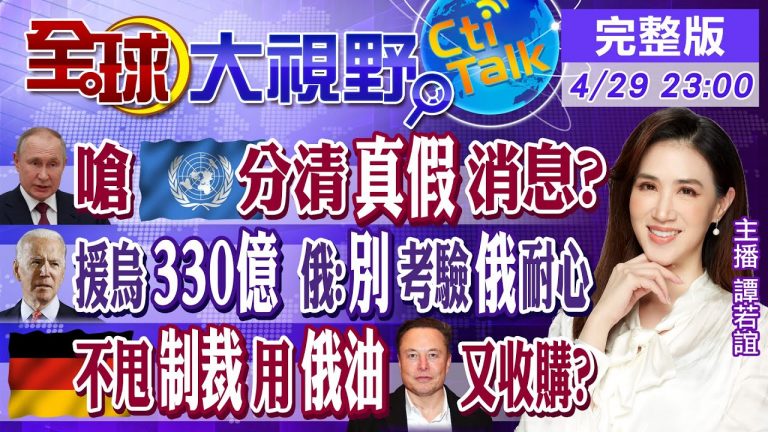 全球大視野
Cti Talk
完整版
4/29 23:00
嗆 分清真假消息?
援烏330億 俄:別考驗俄耐心
不甩制裁用俄油 又收購?
主播 譚若誼